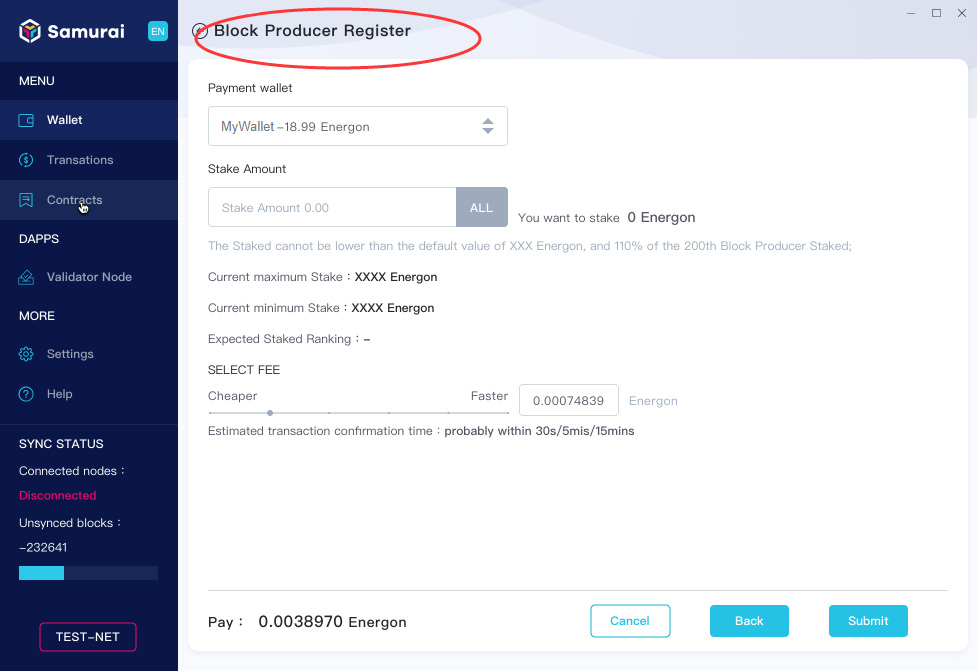 Samurai
EN
MENU
Wallet
Transations
Contracts
DAPPS
Validator Node
MORE
Settings
Help
SYNC STATUS
Connected nodes：
Disconnected
Unsynced blocks：
-232641
TEST-NET
Block Producer Register
Payment wallet
MyWallet -18.99 Energon
Stake Amount
Stake Amount 0.00
ALL
You want to stake 0 Energon
The Staked cannot be lower than the default value of XXX Energon, and 110% of the 200th Block Producer Staked;
Current maximum Stake：XXXX Energon
Current minimum Stake：XXXX Energon
Expected Staked Ranking：–
SELECT FEE
Cheaper
Faster
0.00074839
Energon
Estimated transaction confirmation time：probably within 30s/5mis/15mins
Pay： 0.0038970 Energon
Cancel
Back
Submit